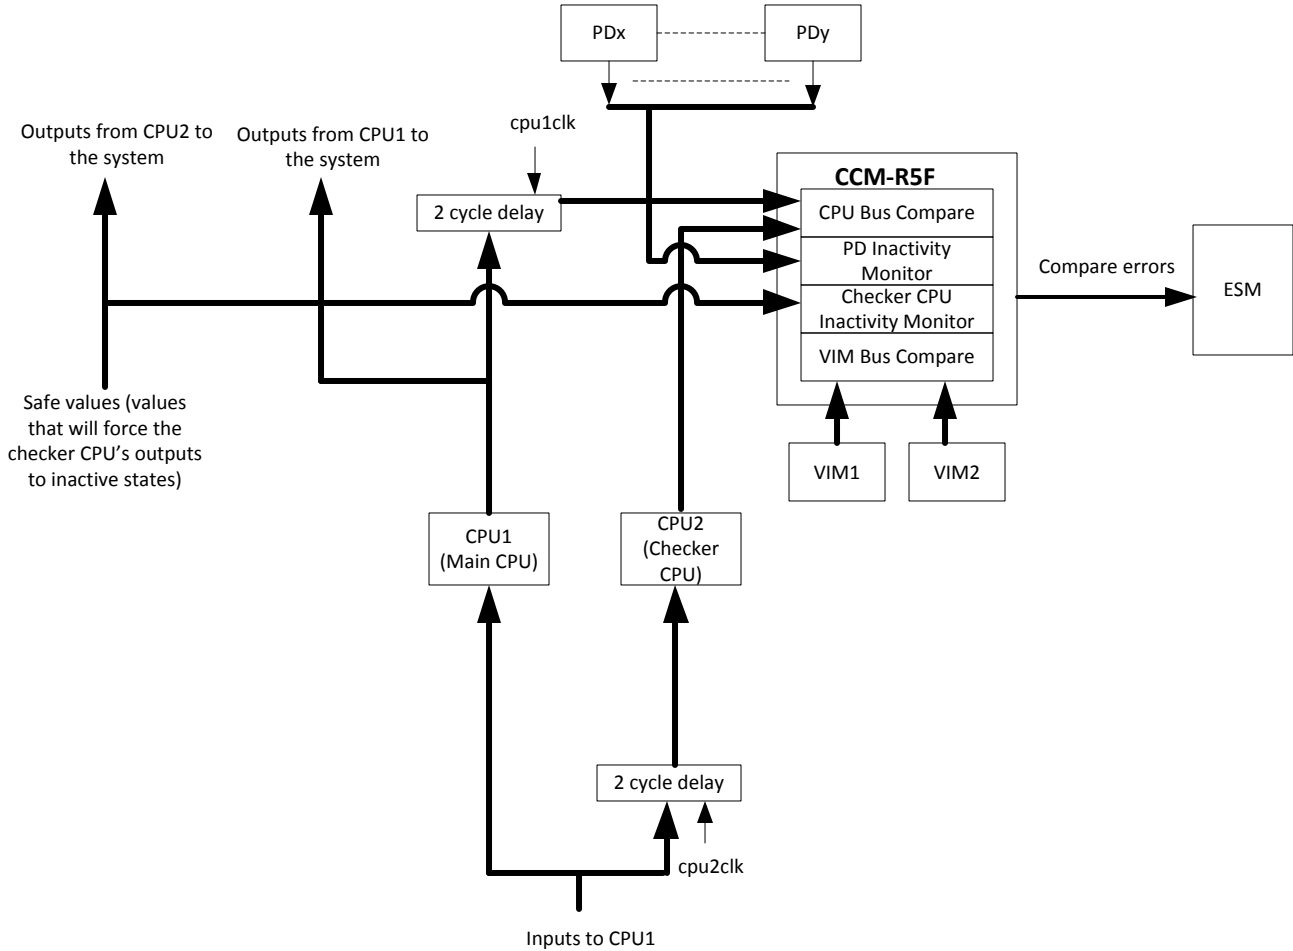 PDx
PDy
Outputs from CPU2 to
the system
Outputs from CPU1 to
the system
cpu1clk
2 cycle delay
CCM-R5F
CPU Bus Compare
PD Inactivity
Monitor
Checker CPU
Inactivity Monitor
VIM Bus Compare
Compare errors
ESM
Safe values (values
that will force the
checker CPU’s outputs
to inactive states)
VIM1
VIM2
CPU1
(Main CPU)
CPU2
(Checker
CPU)
2 cycle delay
cpu2clk
Inputs to CPU1